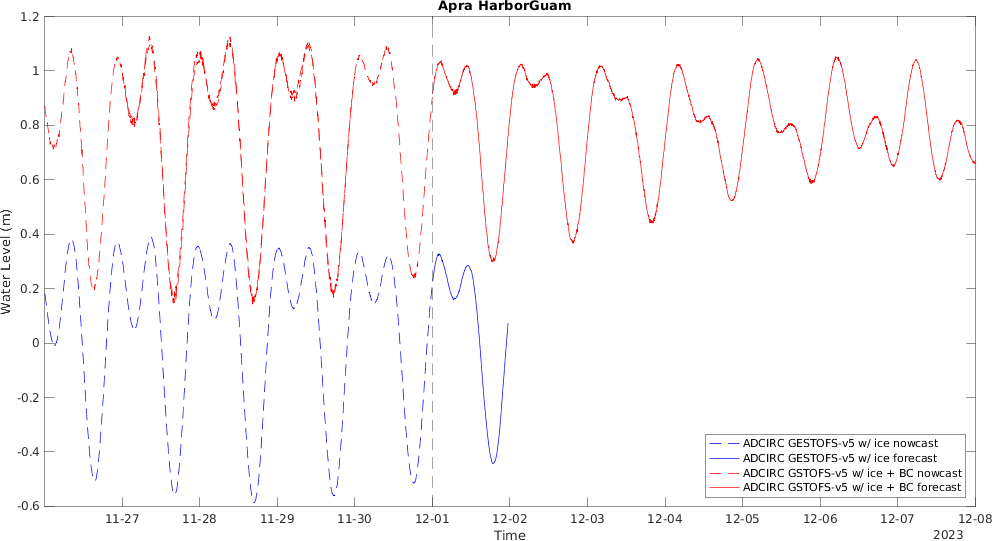 Apra HarborGuam
1.2
1
0.8
0.6
0.4
0.2
0
-0.2
-0.4
-0.6
Water Level (m)
ADCIRC GESTOFS-v5 w/ ice nowcast
ADCIRC GESTOFS-v5 w/ ice forecast
ADCIRC GSTOFS-v5 w/ ice + BC nowcast
ADCIRC GSTOFS-v5 w/ ice + BC forecast
11-27 11-28 11-29 11-30 12-01 12-02 12-03 12-04 12-05 12-06 12-07 12-08
Time
2023